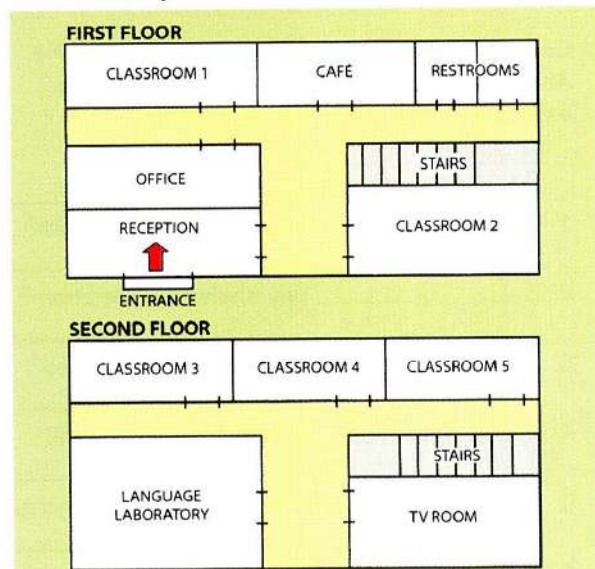 FIRST FLOOR
CLASSROOM 1
CAFÉ
RESTROOMS
OFFICE
STAIRS
RECEPTION
CLASSROOM 2
ENTRANCE
SECOND FLOOR
CLASSROOM 3
CLASSROOM 4
CLASSROOM 5
STAIRS
LANGUAGE
LABORATORY
TV ROOM